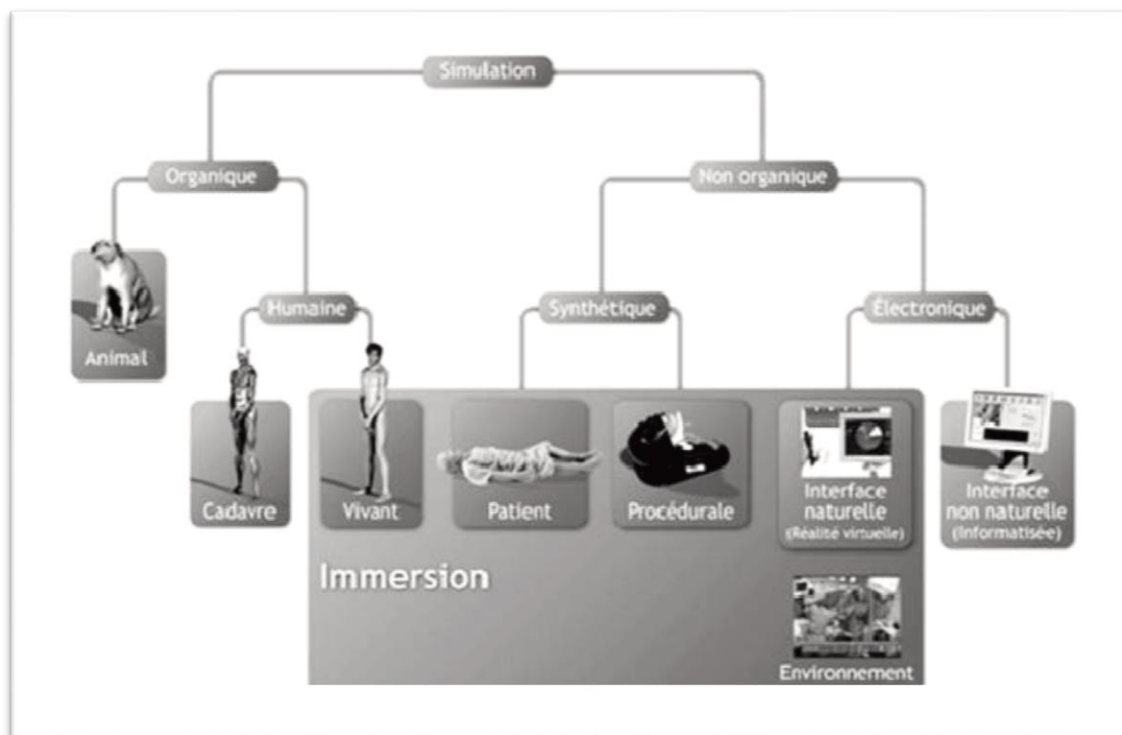 Simulation
Organique
Non organique
Animal
Humaine
Synthétique
Électronique
Cadavre
Vivant
Patient
Procédurale
Interface
naturelle
(Réalité virtuelle)
Interface
non naturelle
(Informatisée)
Immersion
Environnement